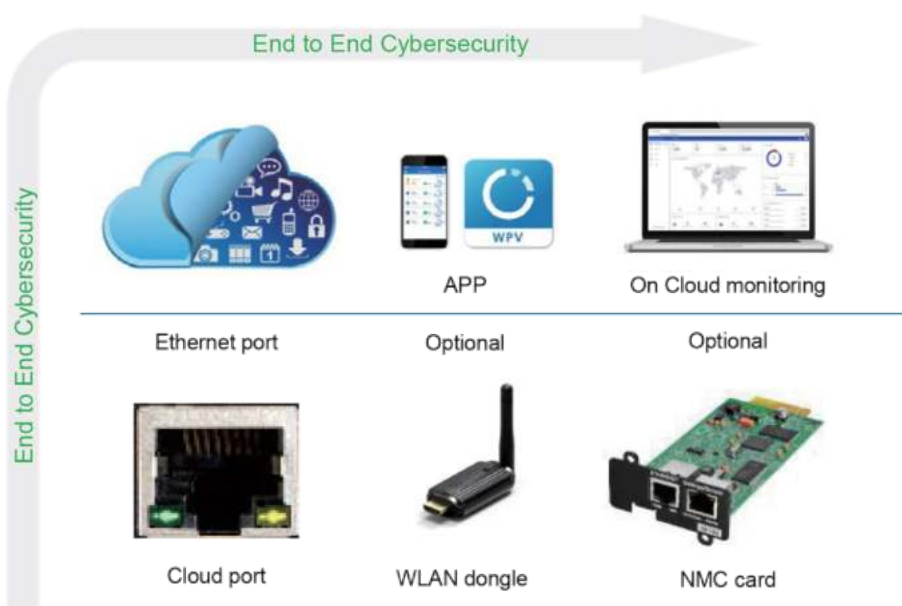 End to End Cybersecurity
End to End Cybersecurity
WPV
APP
On Cloud monitoring
Ethernet port
Optional
Optional
Cloud port
WLAN dongle
NMC card